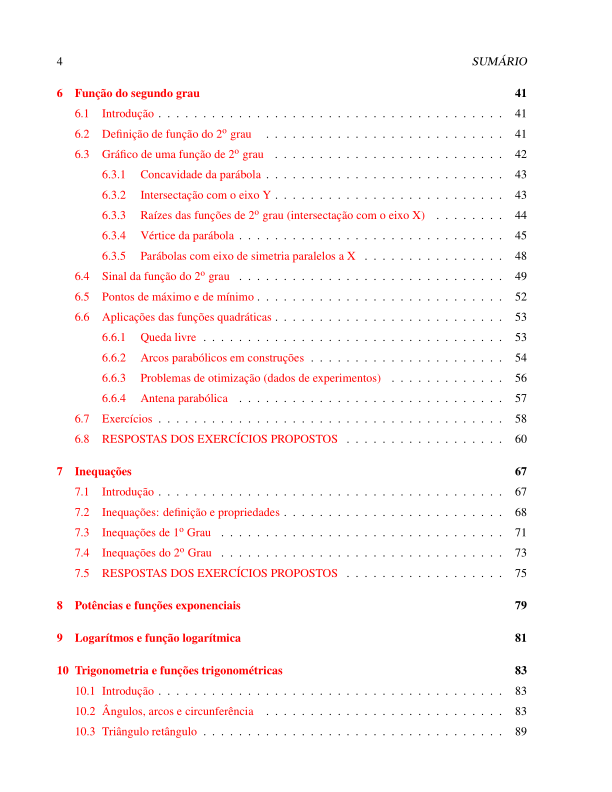 4 SUMÁRIO
6 Função do segundo grau 41
6.1 Introdução . . . . . . . . . . . . . . . . . . . . . . . . . . . . . . . . . . . . . . . 41
6.2 Definição de função do 2º grau . . . . . . . . . . . . . . . . . . . . . . . . . . . 41
6.3 Gráfico de uma função de 2º grau . . . . . . . . . . . . . . . . . . . . . . . . . . 42
6.3.1 Concavidade da parábola . . . . . . . . . . . . . . . . . . . . . . . . . . . 43
6.3.2 Intersectação com o eixo Y . . . . . . . . . . . . . . . . . . . . . . . . . . 43
6.3.3 Raízes das funções de 2º grau (intersectação com o eixo X) . . . . . . . . 44
6.3.4 Vértice da parábola . . . . . . . . . . . . . . . . . . . . . . . . . . . . . . 45
6.3.5 Parábolas com eixo de simetria paralelos a X . . . . . . . . . . . . . . . . 48
6.4 Sinal da função do 2º grau . . . . . . . . . . . . . . . . . . . . . . . . . . . . . . 49
6.5 Pontos de máximo e de mínimo . . . . . . . . . . . . . . . . . . . . . . . . . . . . 52
6.6 Aplicações das funções quadráticas . . . . . . . . . . . . . . . . . . . . . . . . . . 53
6.6.1 Queda livre . . . . . . . . . . . . . . . . . . . . . . . . . . . . . . . . . . 53
6.6.2 Arcos parabólicos em construções . . . . . . . . . . . . . . . . . . . . . . 54
6.6.3 Problemas de otimização (dados de experimentos) . . . . . . . . . . . . . 56
6.6.4 Antena parabólica . . . . . . . . . . . . . . . . . . . . . . . . . . . . . . 57
6.7 Exercícios . . . . . . . . . . . . . . . . . . . . . . . . . . . . . . . . . . . . . . . 58
6.8 RESPOSTAS DOS EXERCÍCIOS PROPOSTOS . . . . . . . . . . . . . . . . . . 60
7 Inequações 67
7.1 Introdução . . . . . . . . . . . . . . . . . . . . . . . . . . . . . . . . . . . . . . . 67
7.2 Inequações: definição e propriedades . . . . . . . . . . . . . . . . . . . . . . . . . 68
7.3 Inequações de 1º Grau . . . . . . . . . . . . . . . . . . . . . . . . . . . . . . . . 71
7.4 Inequações do 2º Grau . . . . . . . . . . . . . . . . . . . . . . . . . . . . . . . . 73
7.5 RESPOSTAS DOS EXERCÍCIOS PROPOSTOS . . . . . . . . . . . . . . . . . . 75
8 Potências e funções exponenciais 79
9 Logarítmos e função logarítmica 81
10 Trigonometria e funções trigonométricas 83
10.1 Introdução . . . . . . . . . . . . . . . . . . . . . . . . . . . . . . . . . . . . . . . 83
10.2 Ângulos, arcos e circunferência . . . . . . . . . . . . . . . . . . . . . . . . . . . 83
10.3 Triângulo retângulo . . . . . . . . . . . . . . . . . . . . . . . . . . . . . . . . . . 89